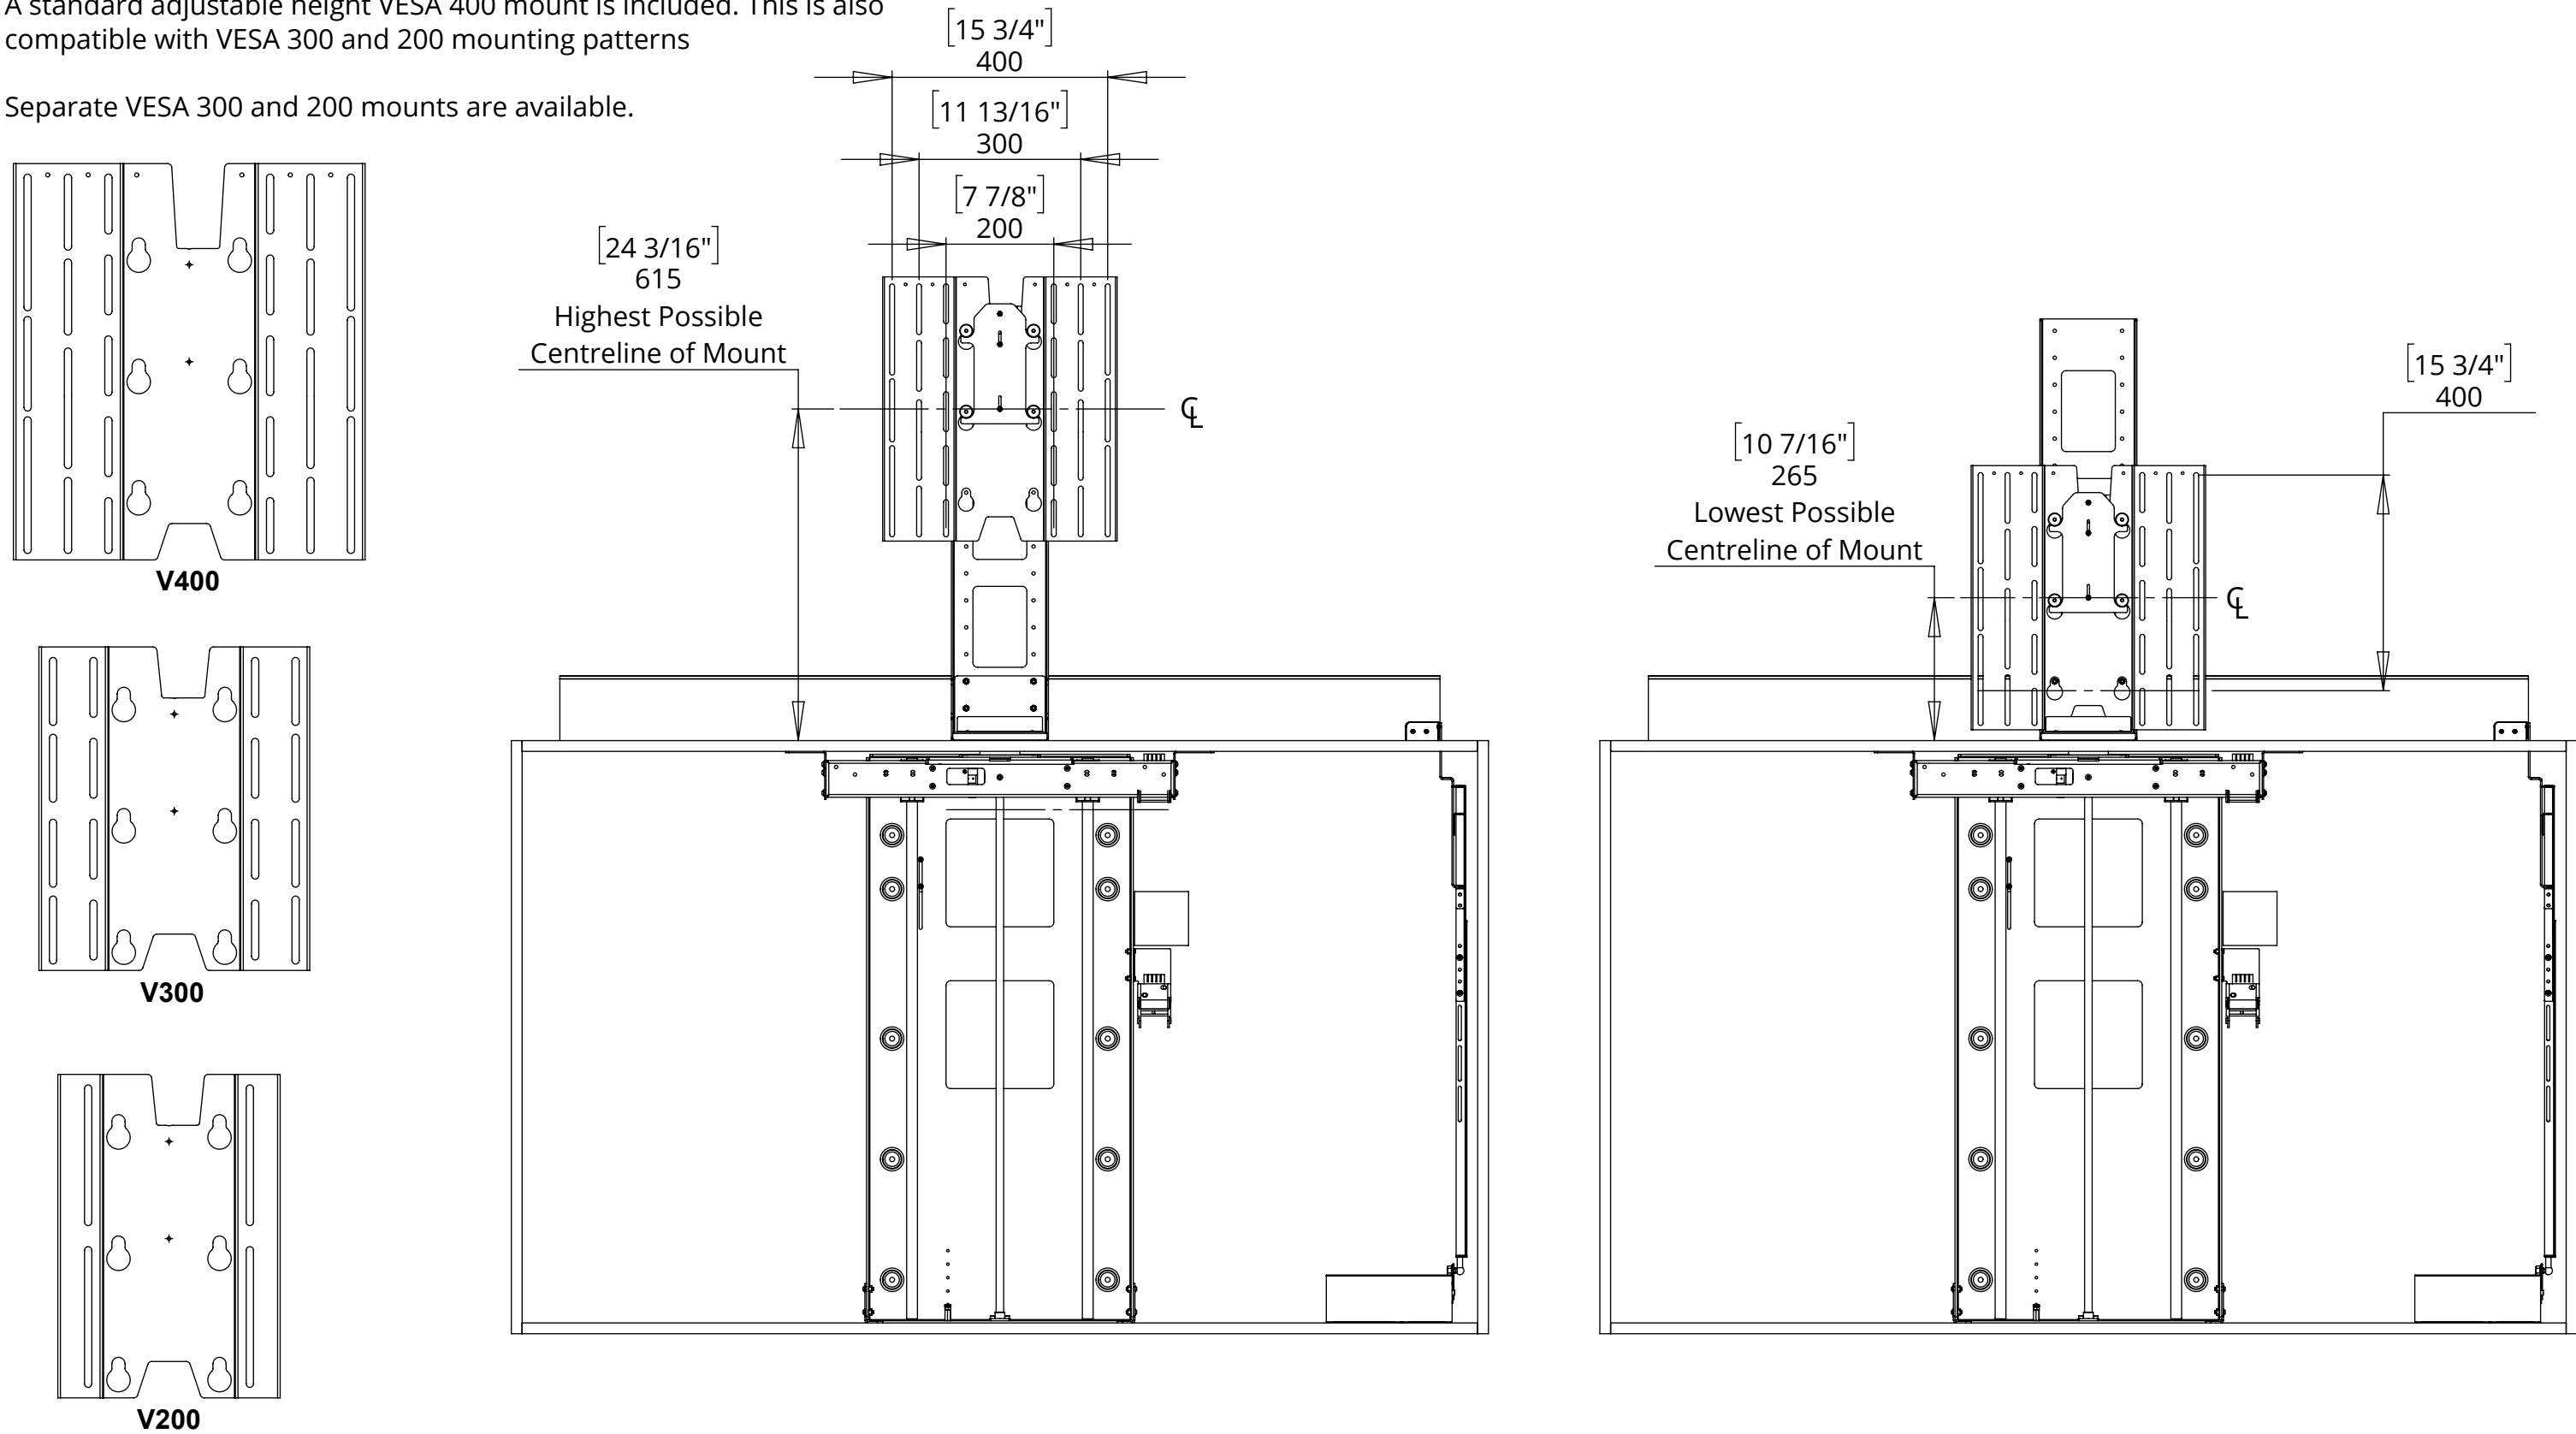 A standard adjustable height VESA 400 mount is included. This is also
compatible with VESA 300 and 200 mounting patterns
Separate VESA 300 and 200 mounts are available.
V400
V300
V200
[15 3/4"]
400
[11 13/16"]
300
[7 7/8"]
200
[24 3/16"]
615
Highest Possible
Centreline of Mount
℄
[10 7/16"]
265
Lowest Possible
Centreline of Mount
℄
[15 3/4"]
400